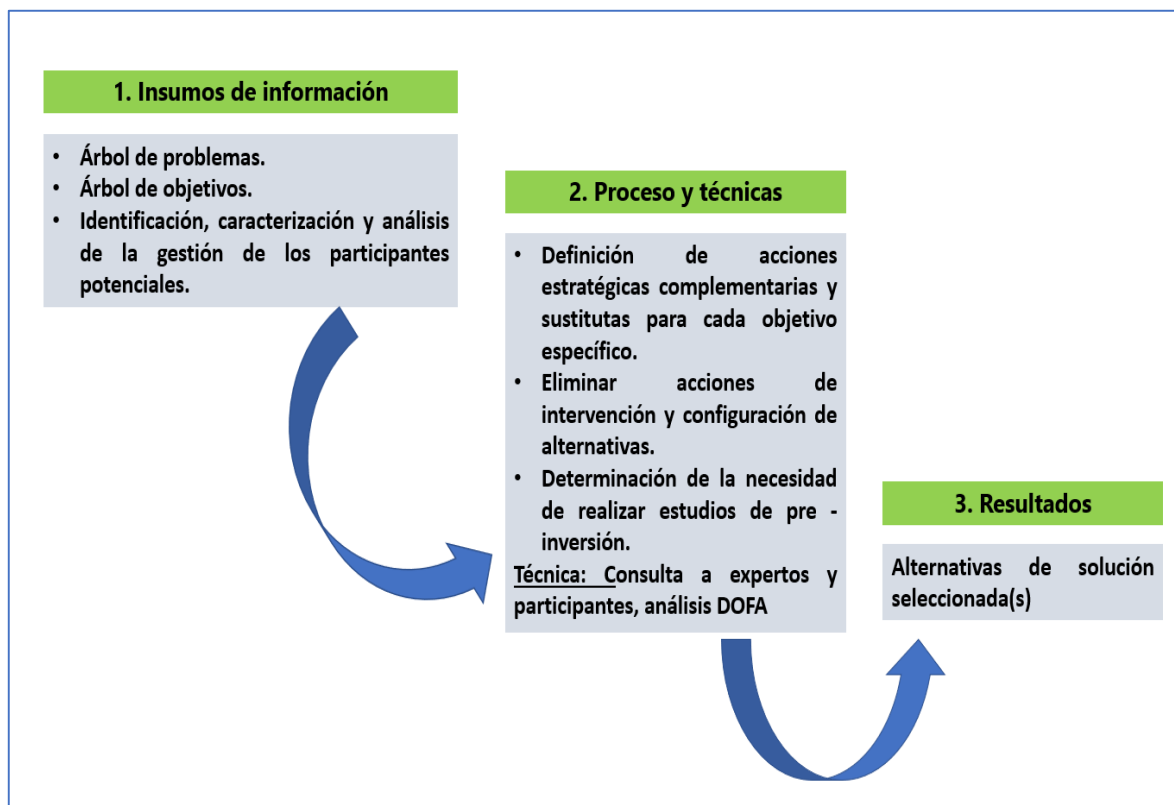 1. Insumos de información
• Árbol de problemas.
• Árbol de objetivos.
• Identificación, caracterización y análisis
de la gestión de los participantes
potenciales.
2. Proceso y técnicas
• Definición de acciones
estratégicas complementarias y
sustitutas para cada objetivo
específico.
• Eliminar acciones de
intervención y configuración de
alternativas.
• Determinación de la necesidad
de realizar estudios de pre -
inversión.
Técnica: Consulta a expertos y
participantes, análisis DOFA
3. Resultados
Alternativas de solución
seleccionada(s)